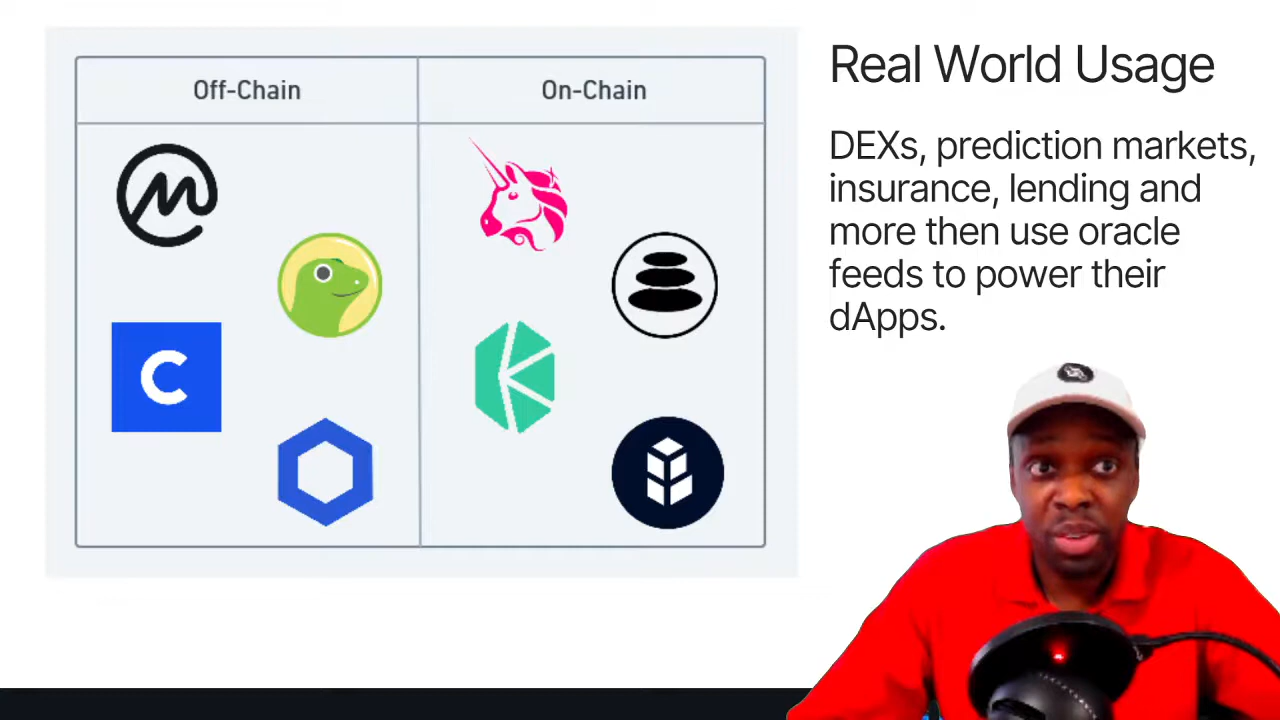 Off-Chain
On-Chain
Real World Usage
DEXs, prediction markets,
insurance, lending and
more then use oracle
feeds to power their
dApps.